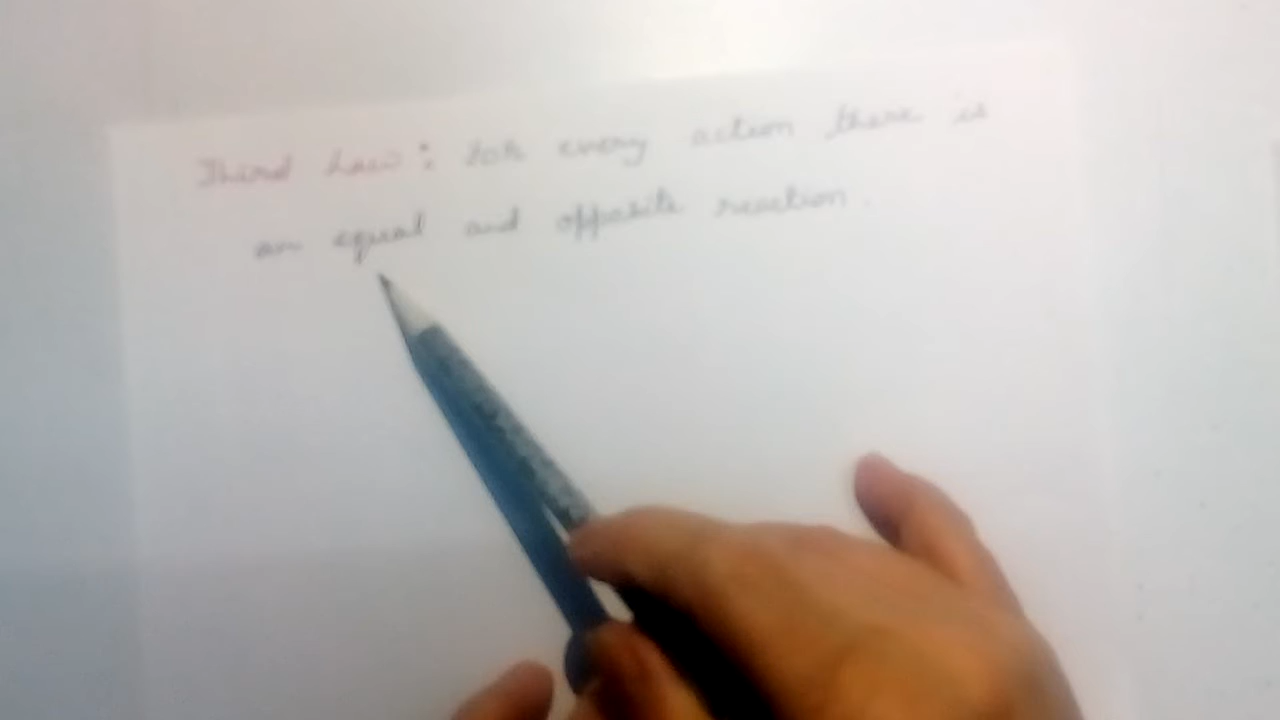 Third Law: for every action there is
an equal and opposite reaction.